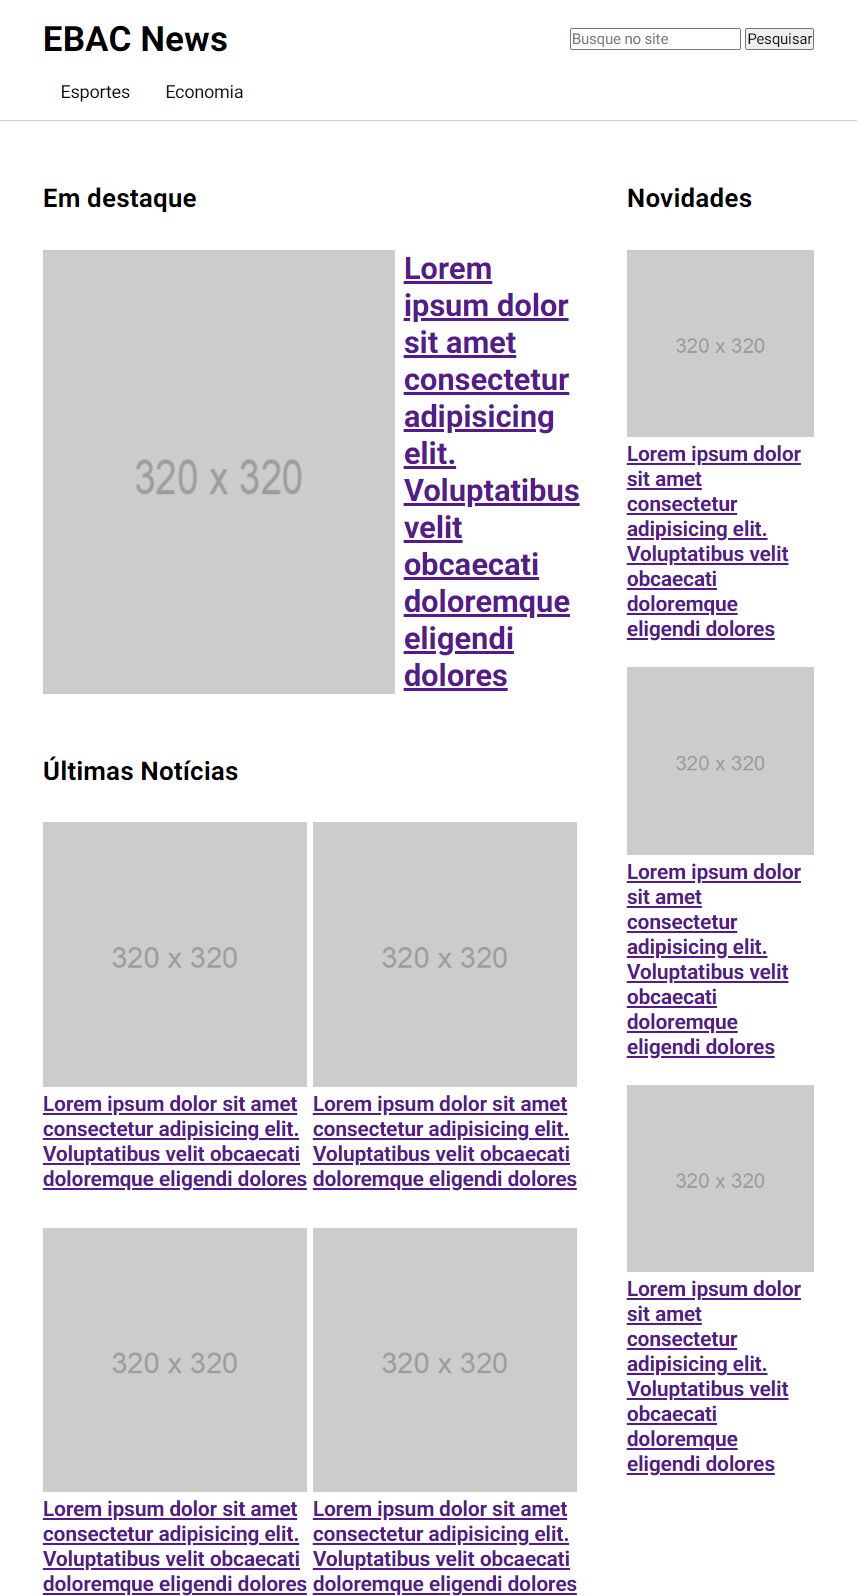 EBAC News
Busque no site
Pesquisar
Esportes
Economia
Em destaque
320 x 320
Lorem
ipsum dolor
sit amet
consectetur
adipisicing
elit.
Voluptatibus
velit
obcaecati
doloremque
eligendi
dolores
Últimas Notícias
320 x 320
Lorem ipsum dolor sit amet
consectetur adipisicing elit.
Voluptatibus velit obcaecati
doloremque eligendi dolores
320 x 320
Lorem ipsum dolor sit amet
consectetur adipisicing elit.
Voluptatibus velit obcaecati
doloremque eligendi dolores
320 x 320
Lorem ipsum dolor sit amet
consectetur adipisicing elit.
Voluptatibus velit obcaecati
doloremque eligendi dolores
320 x 320
Lorem ipsum dolor sit amet
consectetur adipisicing elit.
Voluptatibus velit obcaecati
doloremque eligendi dolores
Novidades
320 x 320
Lorem ipsum dolor
sit amet
consectetur
adipisicing elit.
Voluptatibus velit
obcaecati
doloremque
eligendi dolores
320 x 320
Lorem ipsum dolor
sit amet
consectetur
adipisicing elit.
Voluptatibus velit
obcaecati
doloremque
eligendi dolores
320 x 320
Lorem ipsum dolor
sit amet
consectetur
adipisicing elit.
Voluptatibus velit
obcaecati
doloremque
eligendi dolores